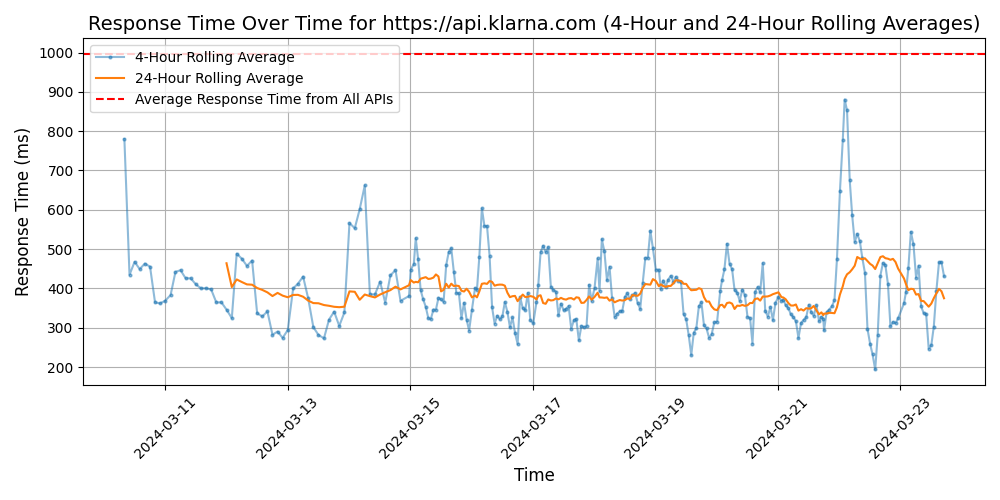 Response Time Over Time for https://api.klarna.com (4-Hour and 24-Hour Rolling Averages)
4-Hour Rolling Average
24-Hour Rolling Average
Average Response Time from All APIs
Response Time (ms)
1000
900
800
700
600
500
400
300
200
2024-03-11
2024-03-13
2024-03-15
2024-03-17
2024-03-19
2024-03-21
2024-03-23
Time